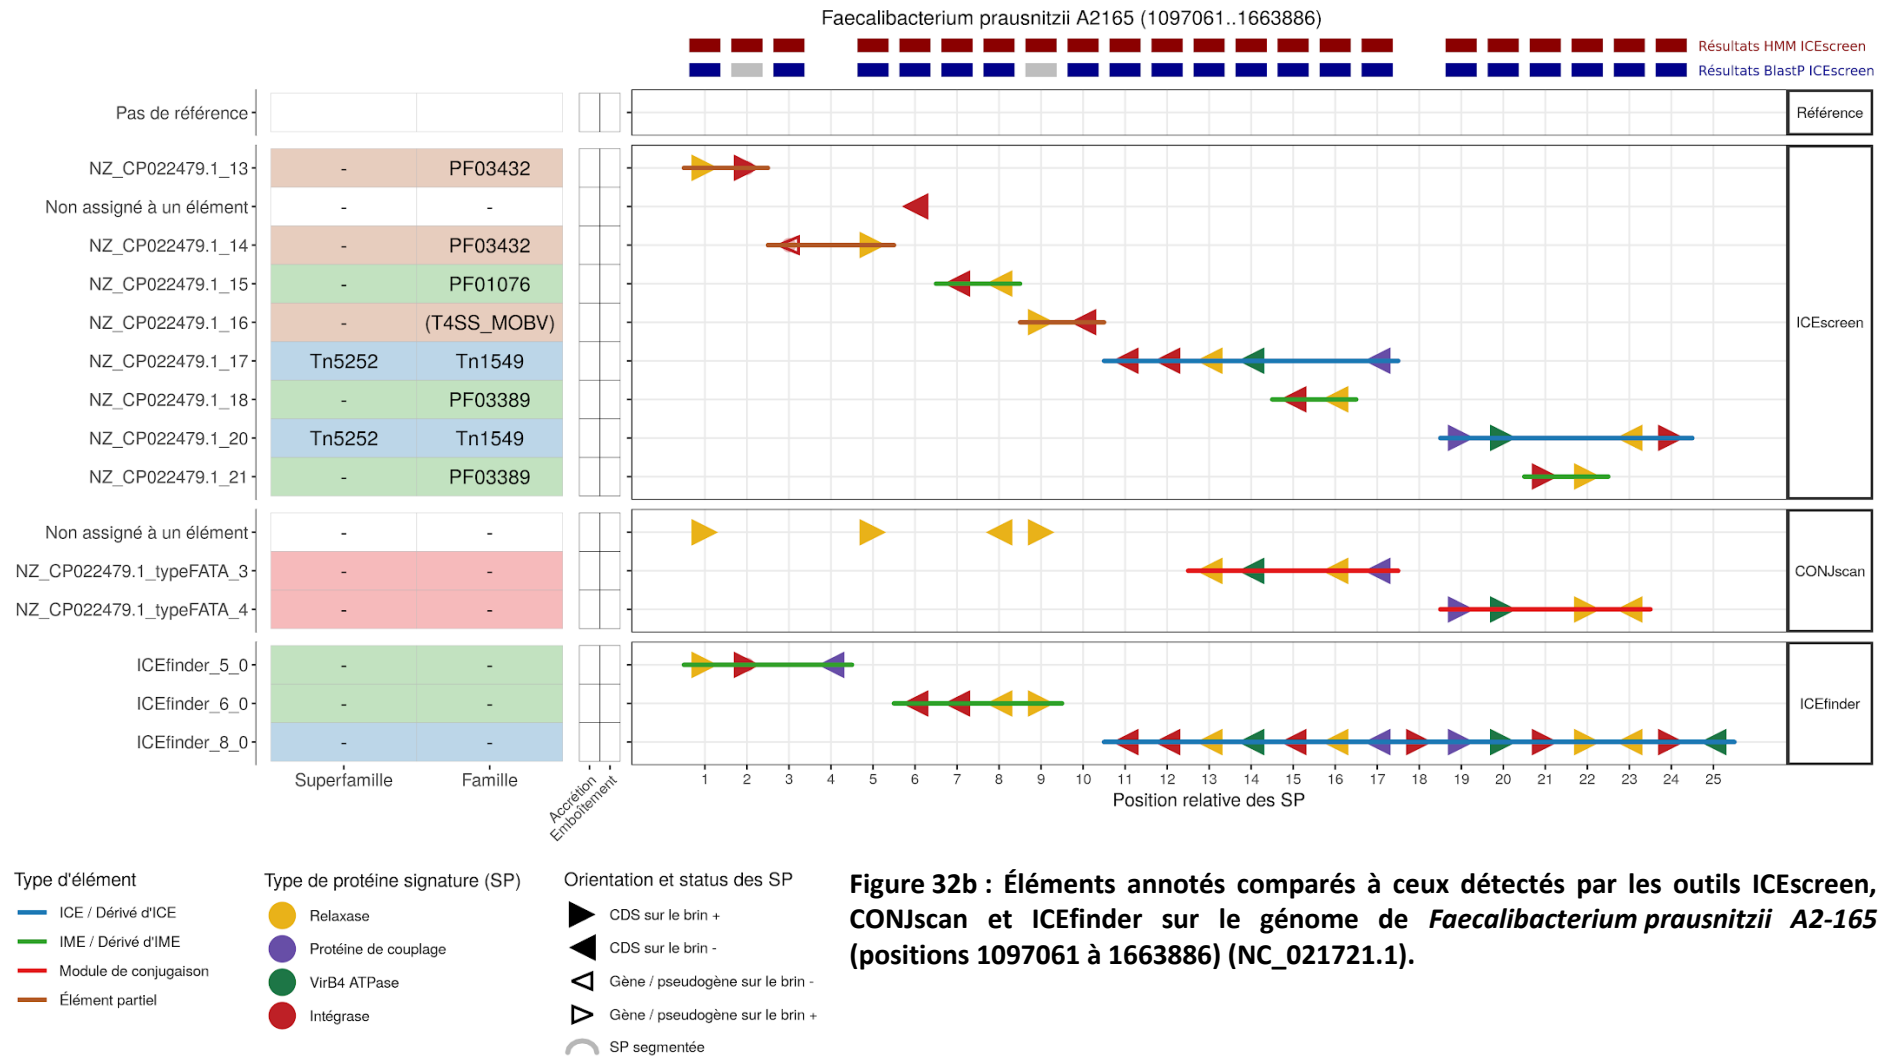 Faecalibacterium prausnitzii A2165 (1097061..1663886)
Résultats HMM ICEscreen
Résultats BlastP ICEscreen
Pas de référence
Référence
NZ_CP022479.1_13 - PF03432
Non assigné à un élément - -
NZ_CP022479.1_14 - PF03432
NZ_CP022479.1_15 - PF01076
NZ_CP022479.1_16 - (T4SS_MOBV)
ICEscreen
NZ_CP022479.1_17 Tn5252 Tn1549
NZ_CP022479.1_18 - PF03389
NZ_CP022479.1_20 Tn5252 Tn1549
NZ_CP022479.1_21 - PF03389
Non assigné à un élément - -
NZ_CP022479.1_typeFATA_3 - -
CONJscan
NZ_CP022479.1_typeFATA_4 - -
ICEfinder_5_0 - -
ICEfinder_6_0 - -
ICEfinder
ICEfinder_8_0 - -
Superfamille Famille
Accrétion
Emboîtement
1 2 3 4 5 6 7 8 9 10 11 12 13 14 15 16 17 18 19 20 21 22 23 24 25
Position relative des SP
Type d'élément
ICE / Dérivé d'ICE
IME / Dérivé d'IME
Module de conjugaison
Élément partiel
Type de protéine signature (SP)
Relaxase
Protéine de couplage
VirB4 ATPase
Intégrase
Orientation et status des SP
CDS sur le brin +
CDS sur le brin -
Gène / pseudogène sur le brin -
Gène / pseudogène sur le brin +
SP segmentée
Figure 32b : Éléments annotés comparés à ceux détectés par les outils ICEscreen,
CONJscan et ICEfinder sur le génome de Faecalibacterium prausnitzii A2-165
(positions 1097061 à 1663886) (NC_021721.1).